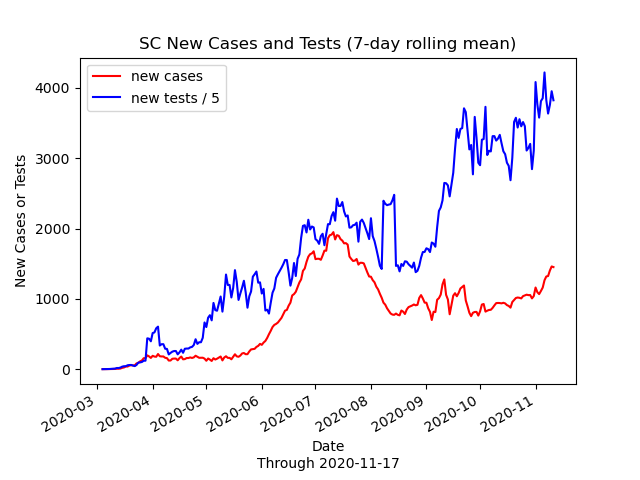 SC New Cases and Tests (7-day rolling mean)
new cases
new tests / 5
New Cases or Tests
4000
3000
2000
1000
0
2020-03
2020-04
2020-05
2020-06
2020-07
2020-08
2020-09
2020-10
2020-11
Date
Through 2020-11-17